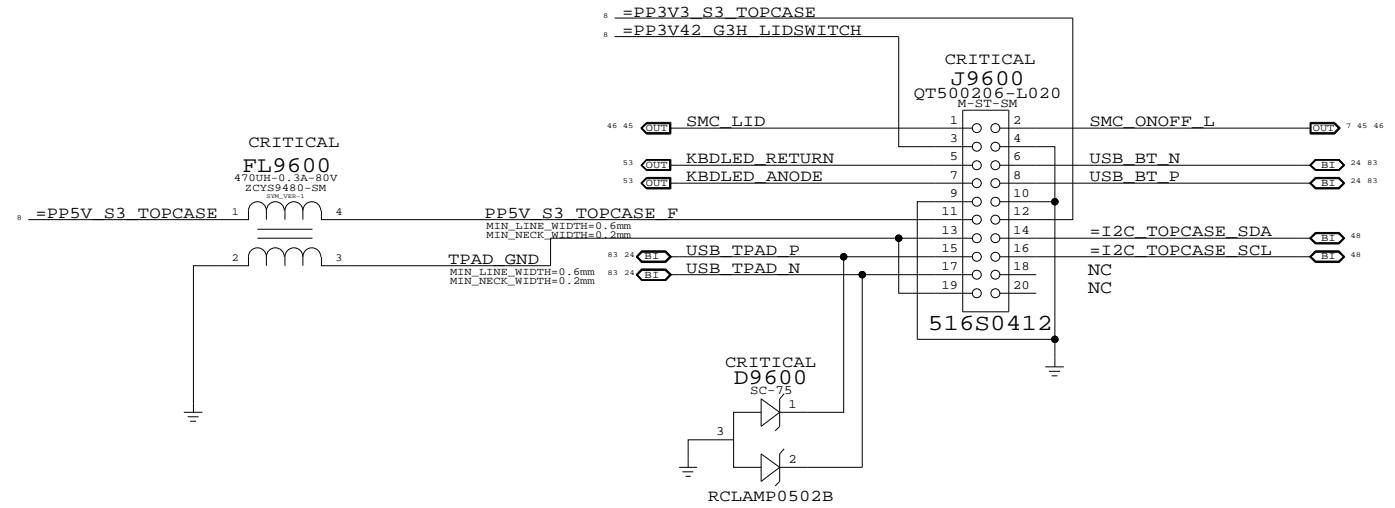 8 =PP3V3_S3_TOPCASE
8 =PP3V42_G3H_LIDSWITCH
CRITICAL
J9600
QT500206-L020
M-ST-SM
46 45 OUT SMC_LID 1 2 SMC_ONOFF_L OUT 7 45 46
3 4
53 OUT KBDLED_RETURN 5 6 USB_BT_N BI 24 83
53 OUT KBDLED_ANODE 7 8 USB_BT_P BI 24 83
9 10
CRITICAL
FL9600
470UH-0.3A-80V
ZCYS9480-SM
SYM_VER-1
8 =PP5V_S3_TOPCASE 1 4 PP5V_S3_TOPCASE_F 11 12
MIN_LINE_WIDTH=0.6mm
MIN_NECK_WIDTH=0.2mm
13 14 =I2C_TOPCASE_SDA BI 48
83 24 BI USB_TPAD_P 15 16 =I2C_TOPCASE_SCL BI 48
2 3 TPAD_GND
MIN_LINE_WIDTH=0.6mm
MIN_NECK_WIDTH=0.2mm
83 24 BI USB_TPAD_N 17 18 NC
19 20 NC
516S0412
CRITICAL
D9600
SC-75
1
3
2
RCLAMP0502B